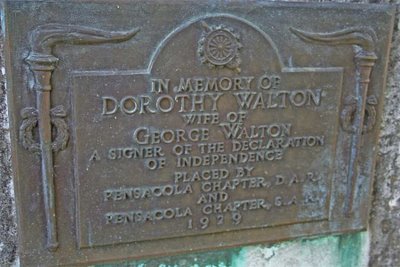 IN MEMORY OF
DOROTHY WALTON
WIFE OF
GEORGE WALTON
A SIGNER OF THE DECLARATION
OF INDEPENDENCE
PLACED BY
PENSACOLA CHAPTER, D.A.R.
AND
PENSACOLA CHAPTER, S.A.R.
1979